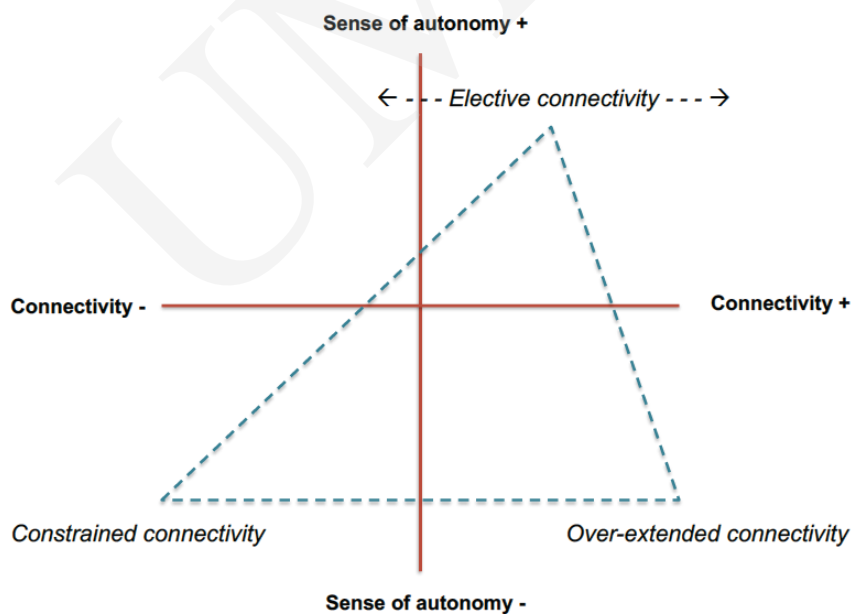 Sense of autonomy +
← - - - Elective connectivity - - - →
Connectivity -
Connectivity +
Constrained connectivity
Over-extended connectivity
Sense of autonomy -